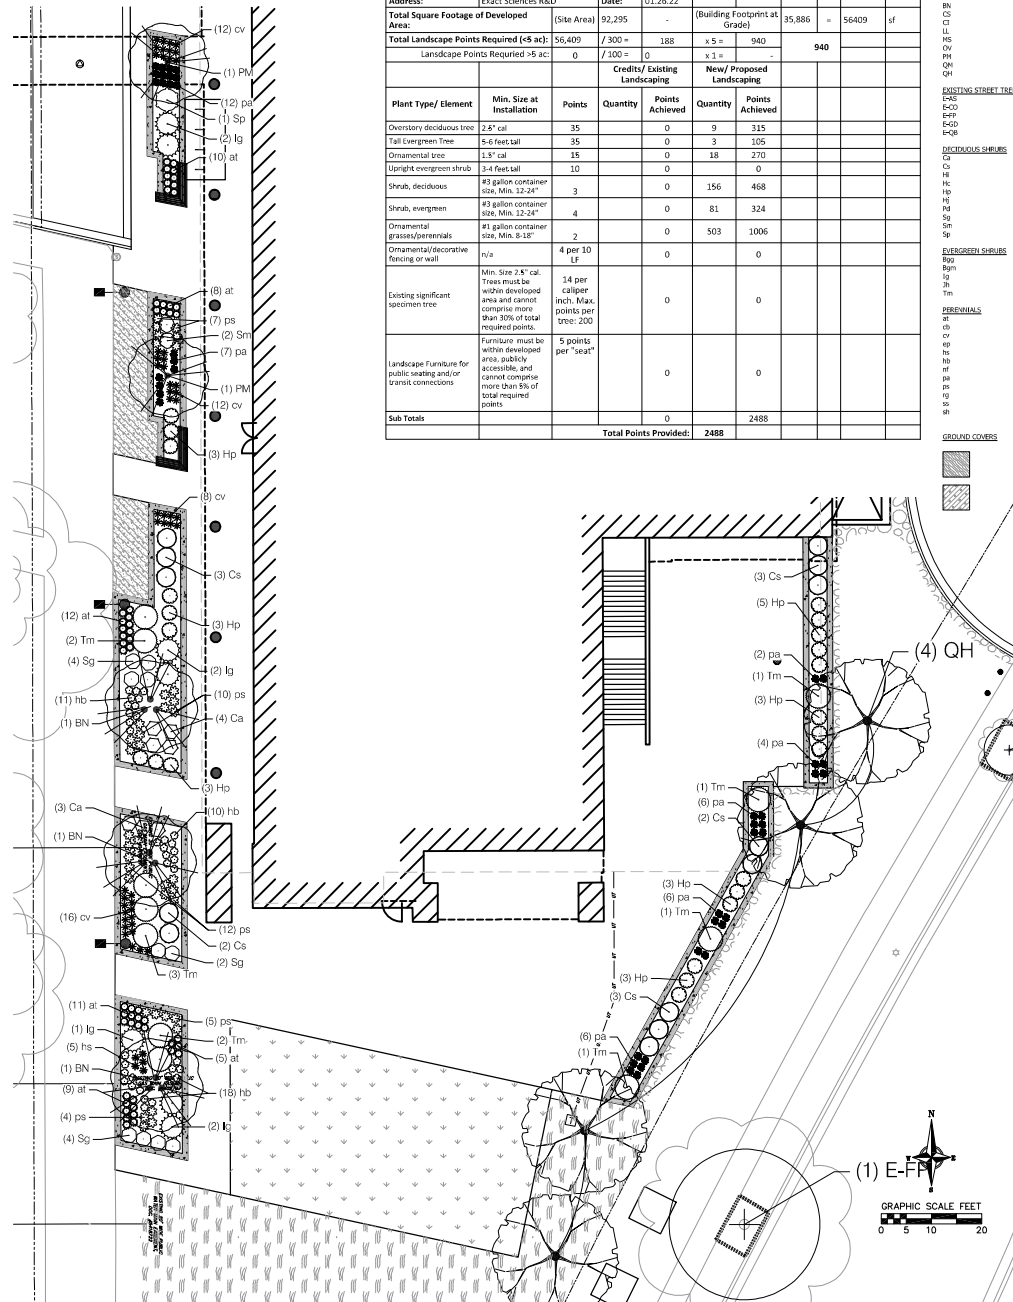 Address: Exact Sciences R&D Date: 01.26.22
Total Square Footage of Developed Area: (Site Area) 92,295 - (Building Footprint at Grade) 35,886 = 56409 sf
Total Landscape Points Required (<5 ac): 56,409 / 300 = 188 x 5 = 940 940
Lansdcape Points Requried >5 ac: 0 / 100 = 0 x 1 = -
Credits/ Existing Landscaping New/ Proposed Landscaping
Plant Type/ Element Min. Size at Installation Points Quantity Points Achieved Quantity Points Achieved
Overstory deciduous tree 2.5" cal 35 0 9 315
Tall Evergreen Tree 5-6 feet tall 35 0 3 105
Ornamental tree 1.5" cal 15 0 18 270
Upright evergreen shrub 3-4 feet tall 10 0 0
Shrub, deciduous #3 gallon container size, Min. 12-24" 3 0 156 468
Shrub, evergreen #3 gallon container size, Min. 12-24" 4 0 81 324
Ornamental grasses/perennials #1 gallon container size, Min. 8-18" 2 0 503 1006
Ornamental/decorative fencing or wall n/a 4 per 10 LF 0 0
Existing significant specimen tree Min. Size 2.5" cal. Trees must be within developed area and cannot comprise more than 30% of total required points. 14 per caliper inch. Max. points per tree: 200 0 0
Landscape Furniture for public seating and/or transit connections Furniture must be within developed area, publicly accessible, and cannot comprise more than 5% of total required points 5 points per "seat" 0 0
Sub Totals 0 2488
Total Points Provided: 2488
BN
CS
CT
LL
MS
OV
PM
QM
QH
EXISTING STREET TRE
E-AS
E-CO
E-FP
E-GD
E-QB
DECIDUOUS SHRUBS
Ca
Cs
Hi
Hc
Hp
Hj
Pd
Sg
Sm
Sp
EVERGREEN SHRUBS
Bgg
Bgm
Ig
Jh
Tm
PERENNIALS
at
cb
cv
ep
hs
hb
nf
pa
ps
rg
ss
sh
GROUND COVERS
(12) cv
(1) PM
(12) pa
(1) Sp
(2) Ig
(10) at
(8) at
(7) ps
(2) Sm
(7) pa
(1) PM
(12) cv
(3) Hp
(8) cv
(3) Cs
(12) at
(3) Hp
(2) Tm
(4) Sg
(2) Ig
(11) hb
(10) ps
(1) BN
(4) Ca
(3) Hp
(3) Ca
(10) hb
(1) BN
(16) cv
(12) ps
(2) Cs
(2) Sg
(3) Tm
(11) at
(5) ps
(1) Ig
(2) Tm
(5) hs
(5) at
(1) BN
(9) at
(18) hb
(4) ps
(2) Ig
(4) Sg
(3) Cs
(5) Hp
(2) pa
(4) QH
(1) Tm
(3) Hp
(4) pa
(1) Tm
(6) pa
(2) Cs
(3) Hp
(6) pa
(1) Tm
(3) Hp
(3) Cs
(6) pa
(1) Tm
(1) E-FP
N
W E
S
GRAPHIC SCALE FEET
0 5 10 20